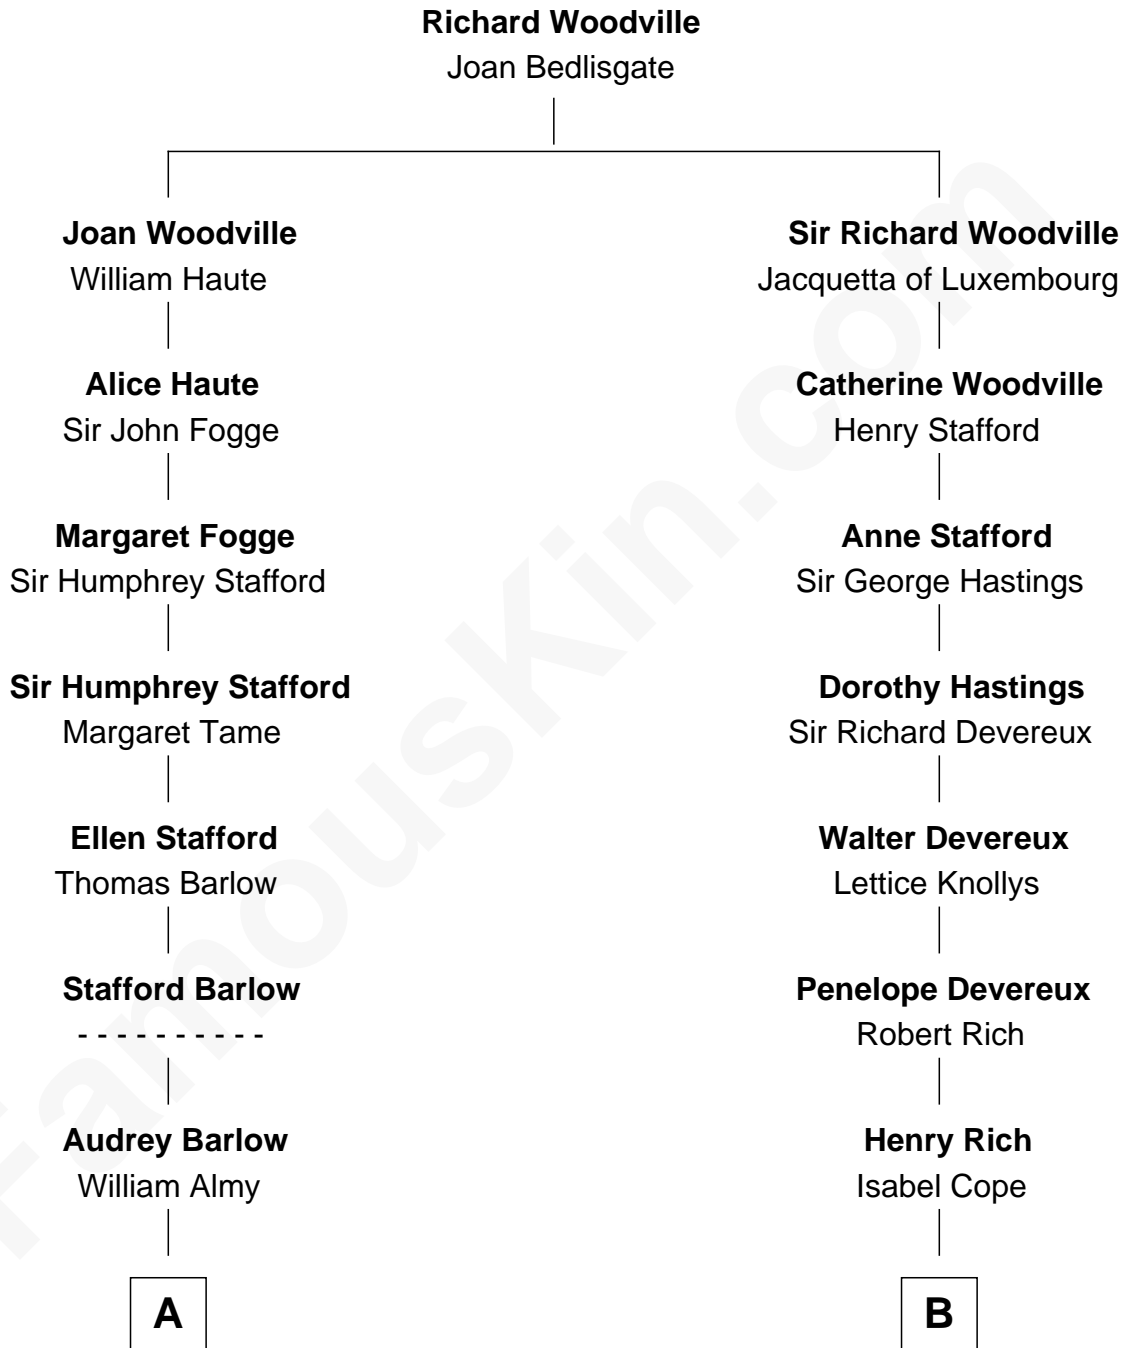 Richard Woodville
Joan Bedlisgate
Joan Woodville
William Haute
Sir Richard Woodville
Jacquetta of Luxembourg
Alice Haute
Sir John Fogge
Catherine Woodville
Henry Stafford
Margaret Fogge
Sir Humphrey Stafford
Anne Stafford
Sir George Hastings
Sir Humphrey Stafford
Margaret Tame
Dorothy Hastings
Sir Richard Devereux
Ellen Stafford
Thomas Barlow
Walter Devereux
Lettice Knollys
Stafford Barlow
- - - - - - - - - -
Penelope Devereux
Robert Rich
Audrey Barlow
William Almy
Henry Rich
Isabel Cope
A
B
FamousKin.com